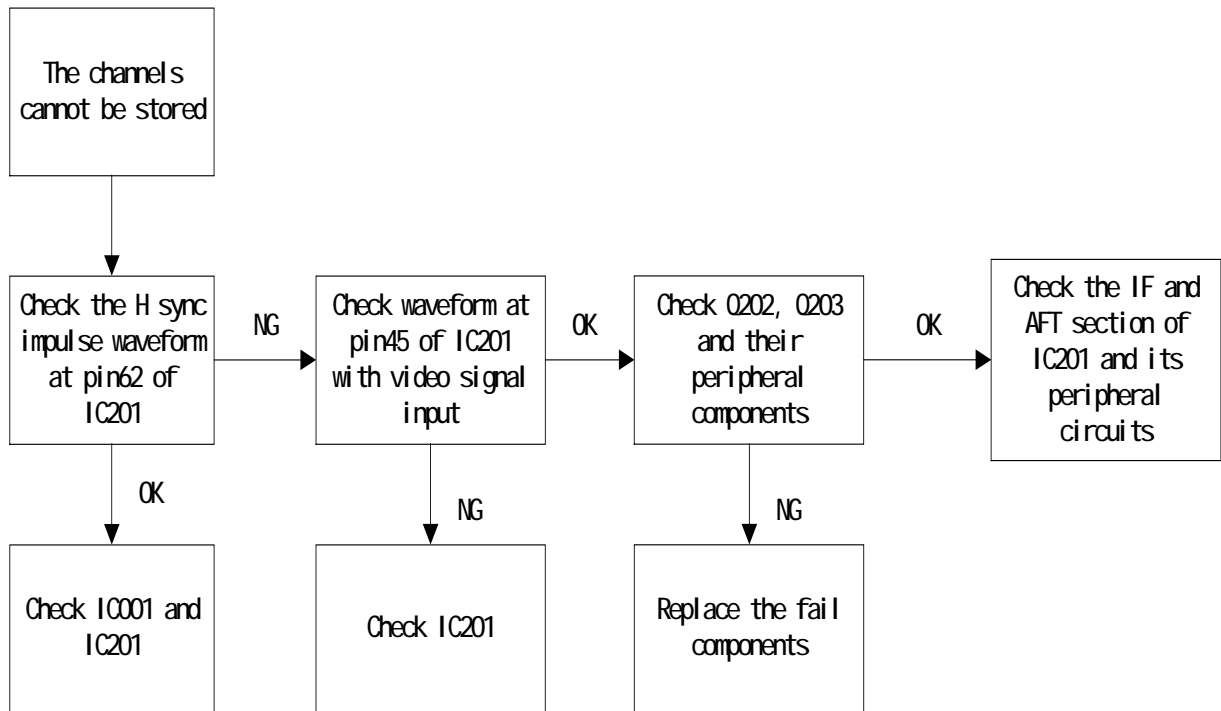 The channels
cannot be stored
Check the H sync
impulse waveform
at pin62 of
IC201
NG
Check waveform at
pin45 of IC201
with video signal
input
OK
Check Q202, Q203
and their
peripheral
components
OK
Check the IF and
AFT section of
IC201 and its
peripheral
circuits
OK
NG
NG
Check IC001 and
IC201
Check IC201
Replace the fail
components